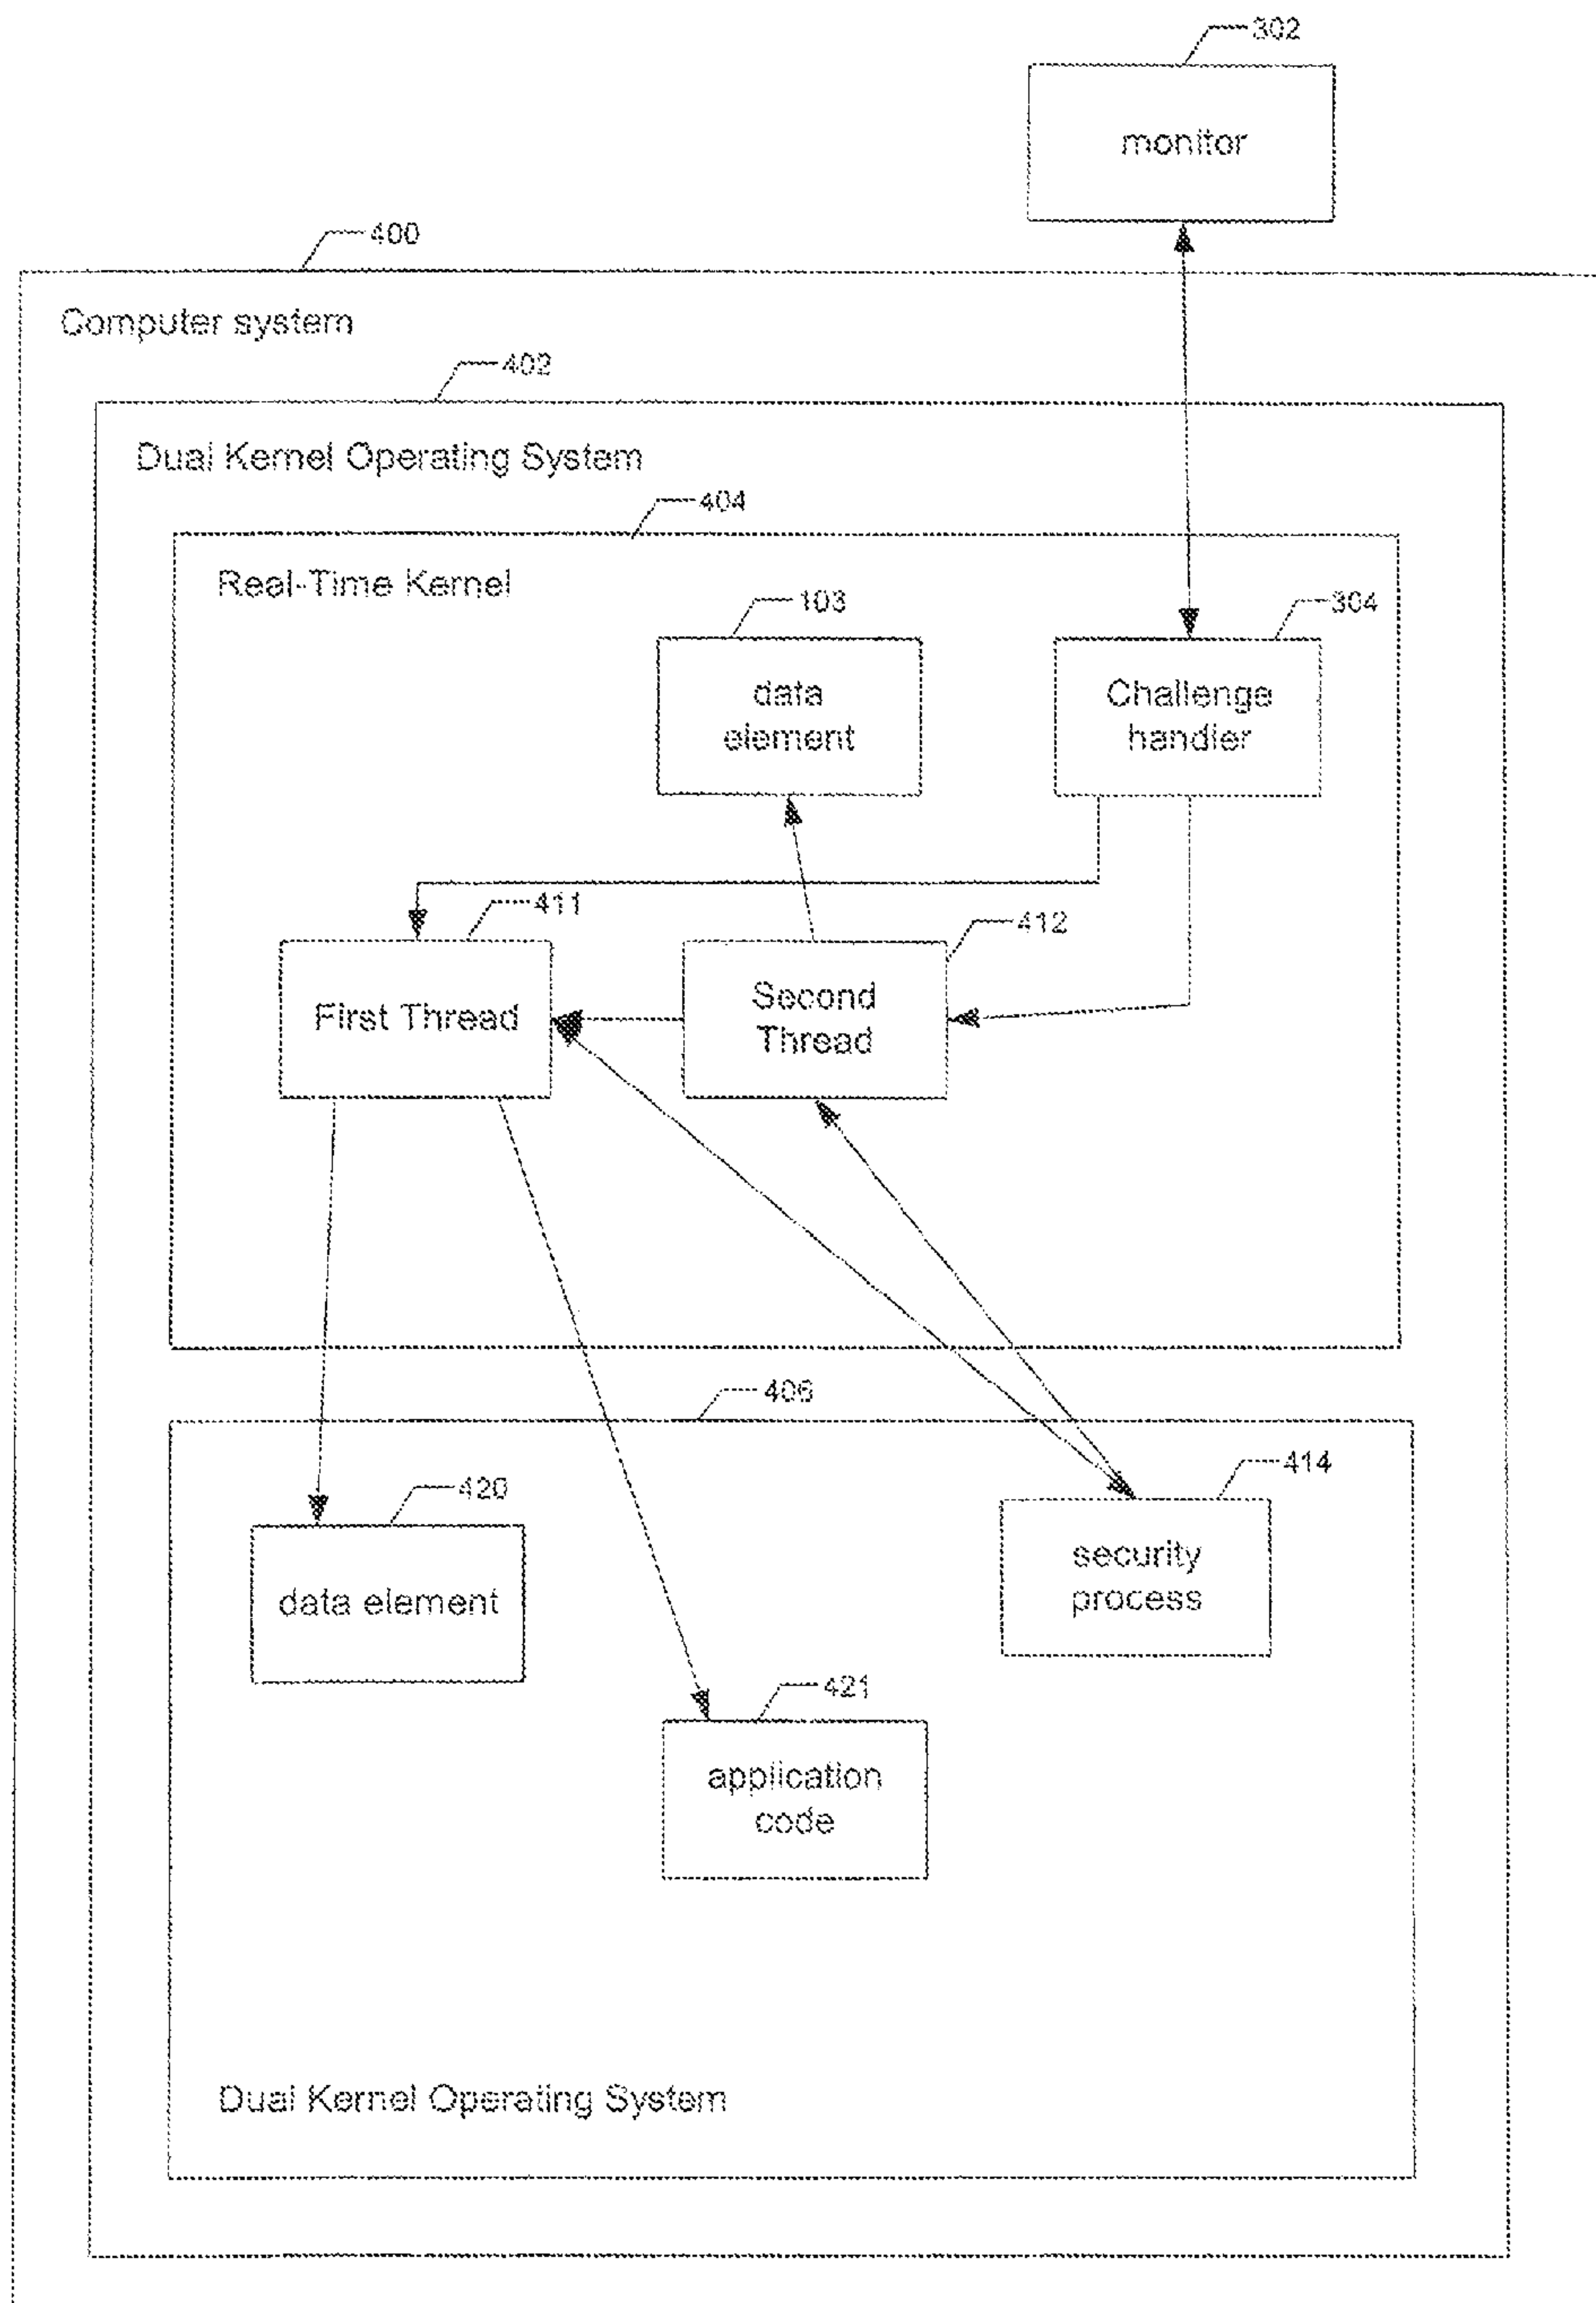 302
monitor
400
Computer system
402
Dual Kernel Operating System
404
Real-Time Kernel
103
304
data
element
Challenge
handler
411
412
First Thread
Second
Thread
406
420
414
data element
security
process
421
application
code
Dual Kernel Operating System